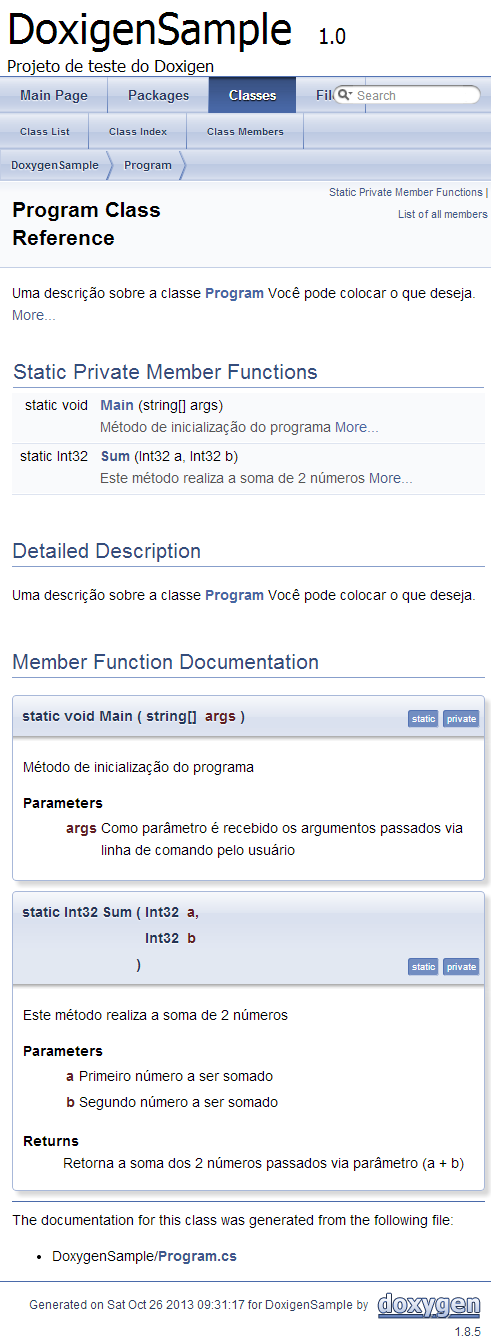 DoxigenSample 1.0
Projeto de teste do Doxigen
Main Page Packages Classes Fil Search
Class List Class Index Class Members
DoxygenSample Program
Static Private Member Functions |
List of all members
Program Class
Reference
Uma descrição sobre a classe Program Você pode colocar o que deseja.
More...
Static Private Member Functions
static void Main (string[] args)
Método de inicialização do programa More...
static Int32 Sum (Int32 a, Int32 b)
Este método realiza a soma de 2 números More...
Detailed Description
Uma descrição sobre a classe Program Você pode colocar o que deseja.
Member Function Documentation
static void Main ( string[] args ) static private
Método de inicialização do programa
Parameters
args Como parâmetro é recebido os argumentos passados via
linha de comando pelo usuário
static Int32 Sum ( Int32 a,
Int32 b
) static private
Este método realiza a soma de 2 números
Parameters
a Primeiro número a ser somado
b Segundo número a ser somado
Returns
Retorna a soma dos 2 números passados via parâmetro (a + b)
The documentation for this class was generated from the following file:
• DoxygenSample/Program.cs
Generated on Sat Oct 26 2013 09:31:17 for DoxigenSample by doxygen
1.8.5